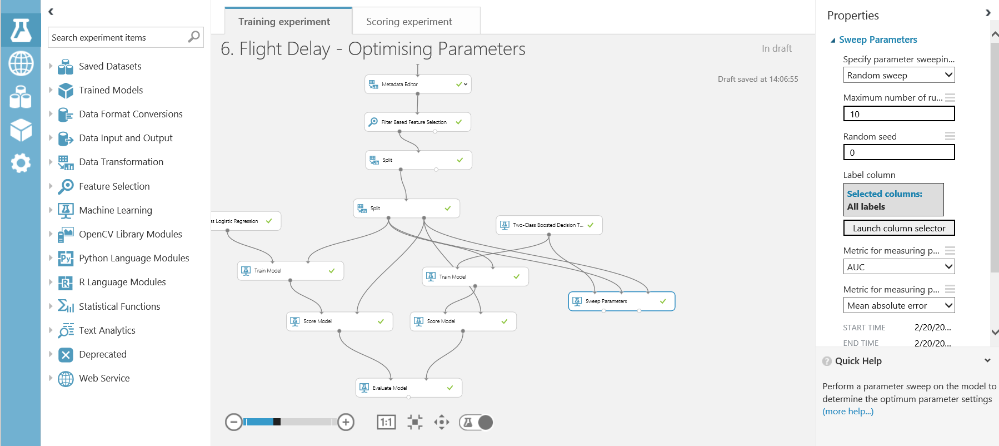 Search experiment items
Saved Datasets
Trained Models
Data Format Conversions
Data Input and Output
Data Transformation
Feature Selection
Machine Learning
OpenCV Library Modules
Python Language Modules
R Language Modules
Statistical Functions
Text Analytics
Deprecated
Web Service
Training experiment
Scoring experiment
6. Flight Delay - Optimising Parameters
In draft
Draft saved at 14:06:55
Metadata Editor
Filter Based Feature Selection
Split
Split
ss Logistic Regression
Two-Class Boosted Decision T...
Train Model
Train Model
Sweep Parameters
Score Model
Score Model
Evaluate Model
1:1
Properties
Sweep Parameters
Specify parameter sweepin...
Random sweep
Maximum number of ru...
10
Random seed
0
Label column
Selected columns:
All labels
Launch column selector
Metric for measuring p...
AUC
Metric for measuring p...
Mean absolute error
START TIME 2/20/20...
END TIME 2/20/20...
Quick Help
Perform a parameter sweep on the model to
determine the optimum parameter settings
(more help...)